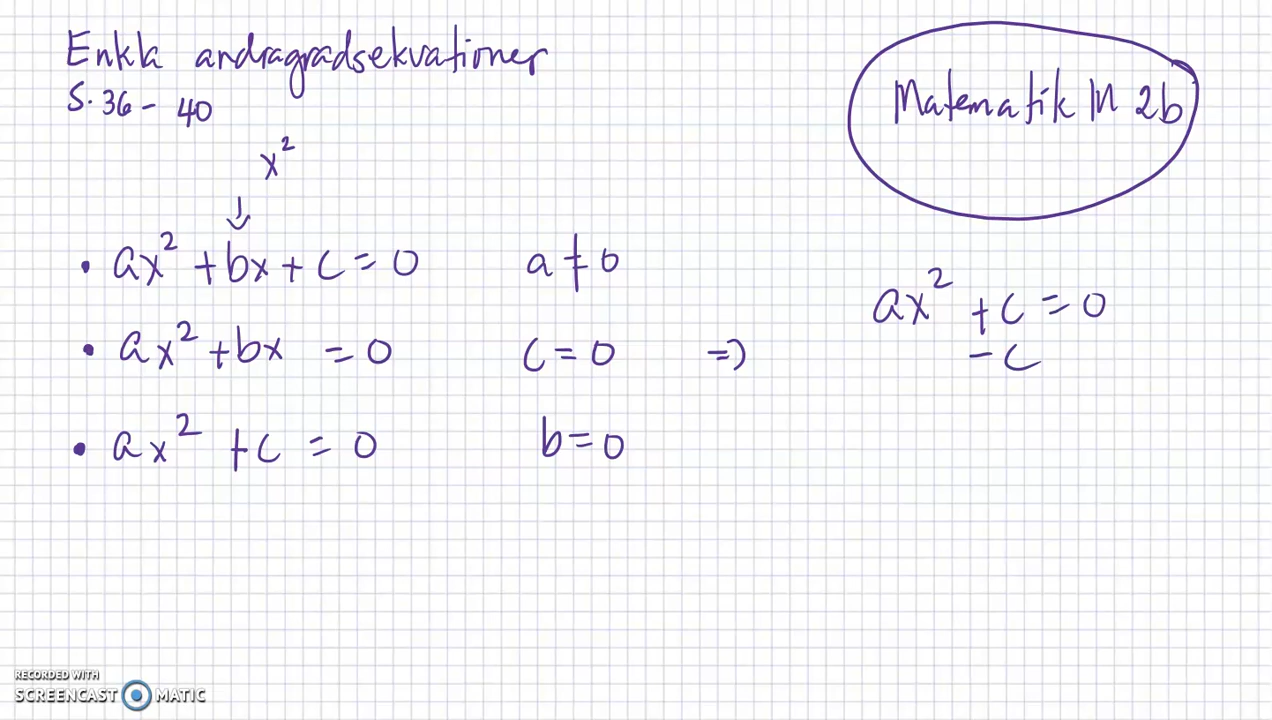 Enkla andragradsekvationer
S. 36 - 40
Matematik M 2b
x²
↓
• ax² + bx + c = 0 a ≠ 0
• ax² + bx = 0 c = 0 =>
ax² + c = 0
- c
• ax² + c = 0 b = 0
RECORDED WITH
SCREENCAST MATIC